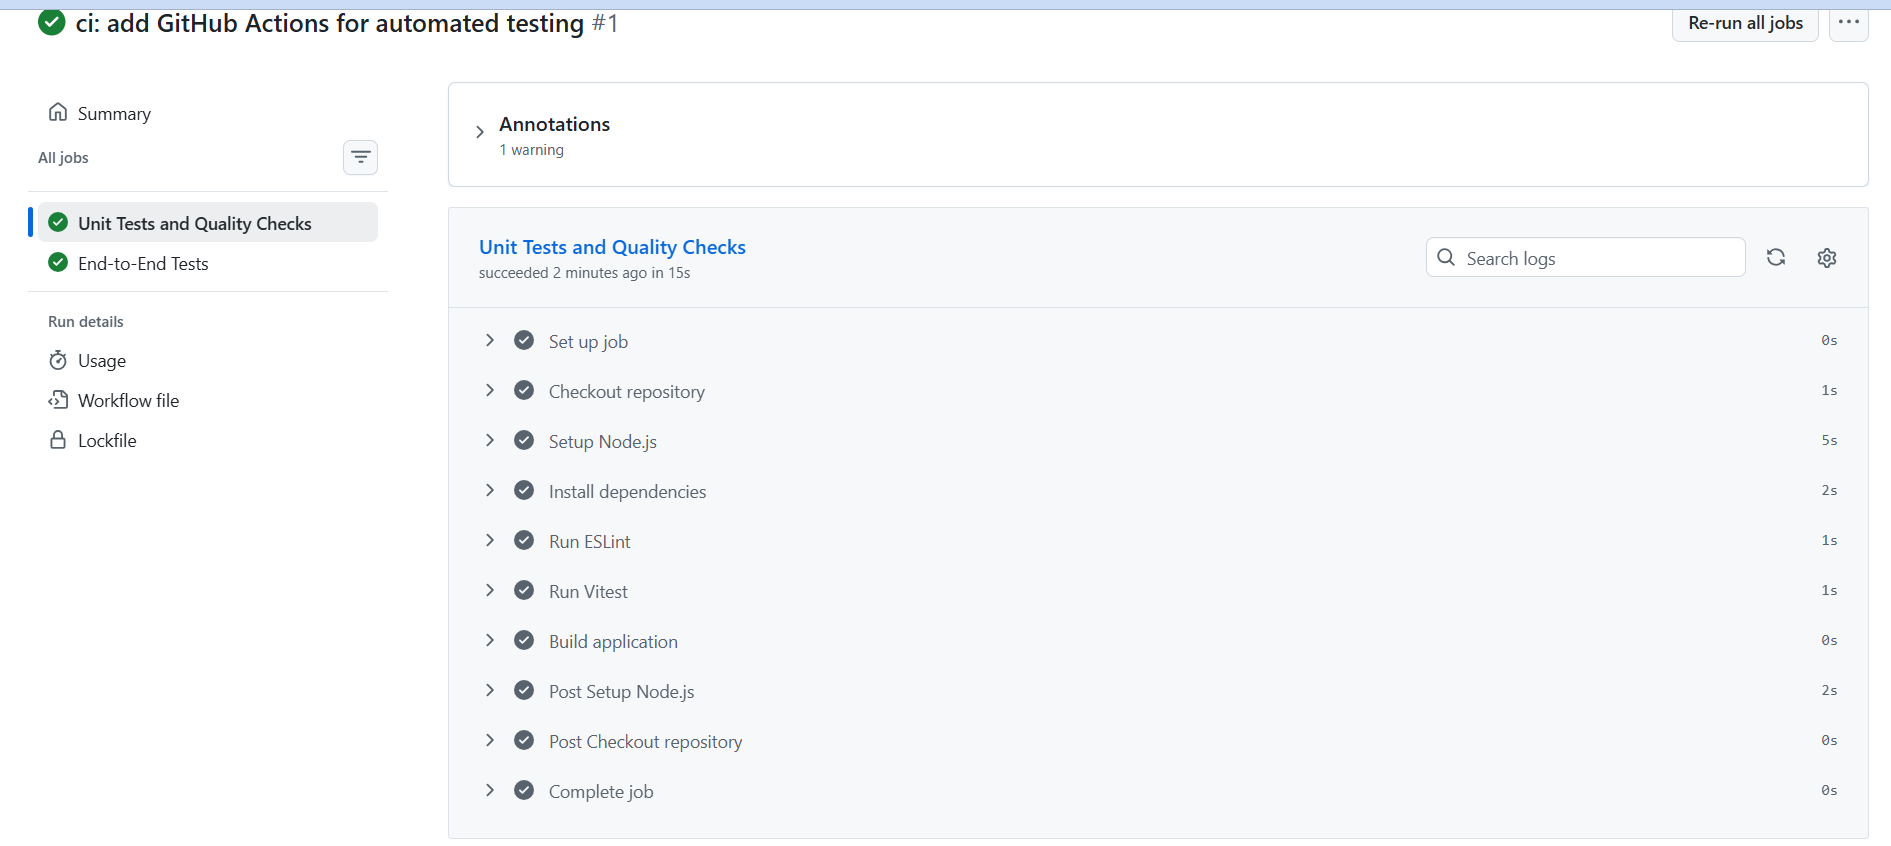 ci: add GitHub Actions for automated testing #1
Re-run all jobs
Summary
All jobs
Unit Tests and Quality Checks
End-to-End Tests
Run details
Usage
Workflow file
Lockfile
Annotations
1 warning
Unit Tests and Quality Checks
succeeded 2 minutes ago in 15s
Search logs
Set up job 0s
Checkout repository 1s
Setup Node.js 5s
Install dependencies 2s
Run ESLint 1s
Run Vitest 1s
Build application 0s
Post Setup Node.js 2s
Post Checkout repository 0s
Complete job 0s